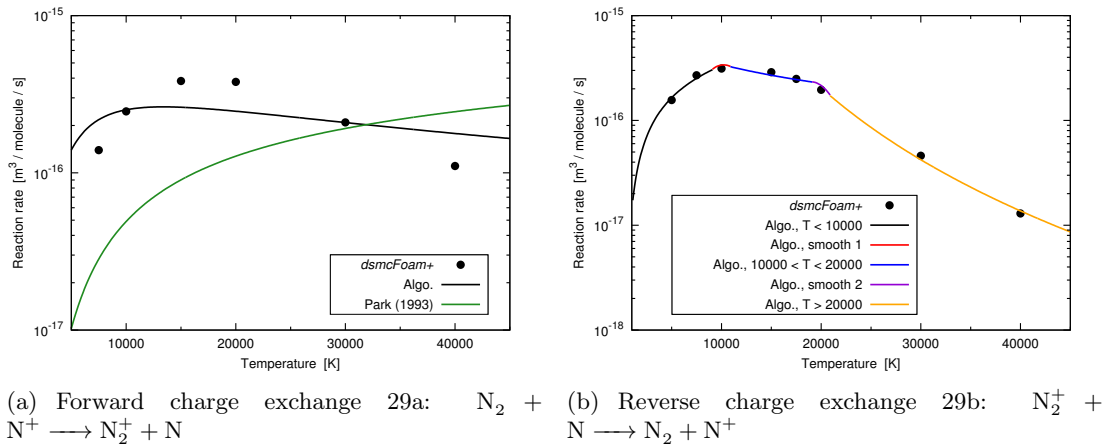 10⁻¹⁵
10⁻¹⁶
10⁻¹⁷
Reaction rate [m³ / molecule / s]
10000 20000 30000 40000
Temperature [K]
dsmcFoam+
Algo.
Park (1993)
(a) Forward charge exchange 29a: N₂ +
N⁺ ⟶ N₂⁺ + N
10⁻¹⁵
10⁻¹⁶
10⁻¹⁷
10⁻¹⁸
Reaction rate [m³ / molecule / s]
10000 20000 30000 40000
Temperature [K]
dsmcFoam+
Algo., T < 10000
Algo., smooth 1
Algo., 10000 < T < 20000
Algo., smooth 2
Algo., T > 20000
(b) Reverse charge exchange 29b: N₂⁺ +
N ⟶ N₂ + N⁺